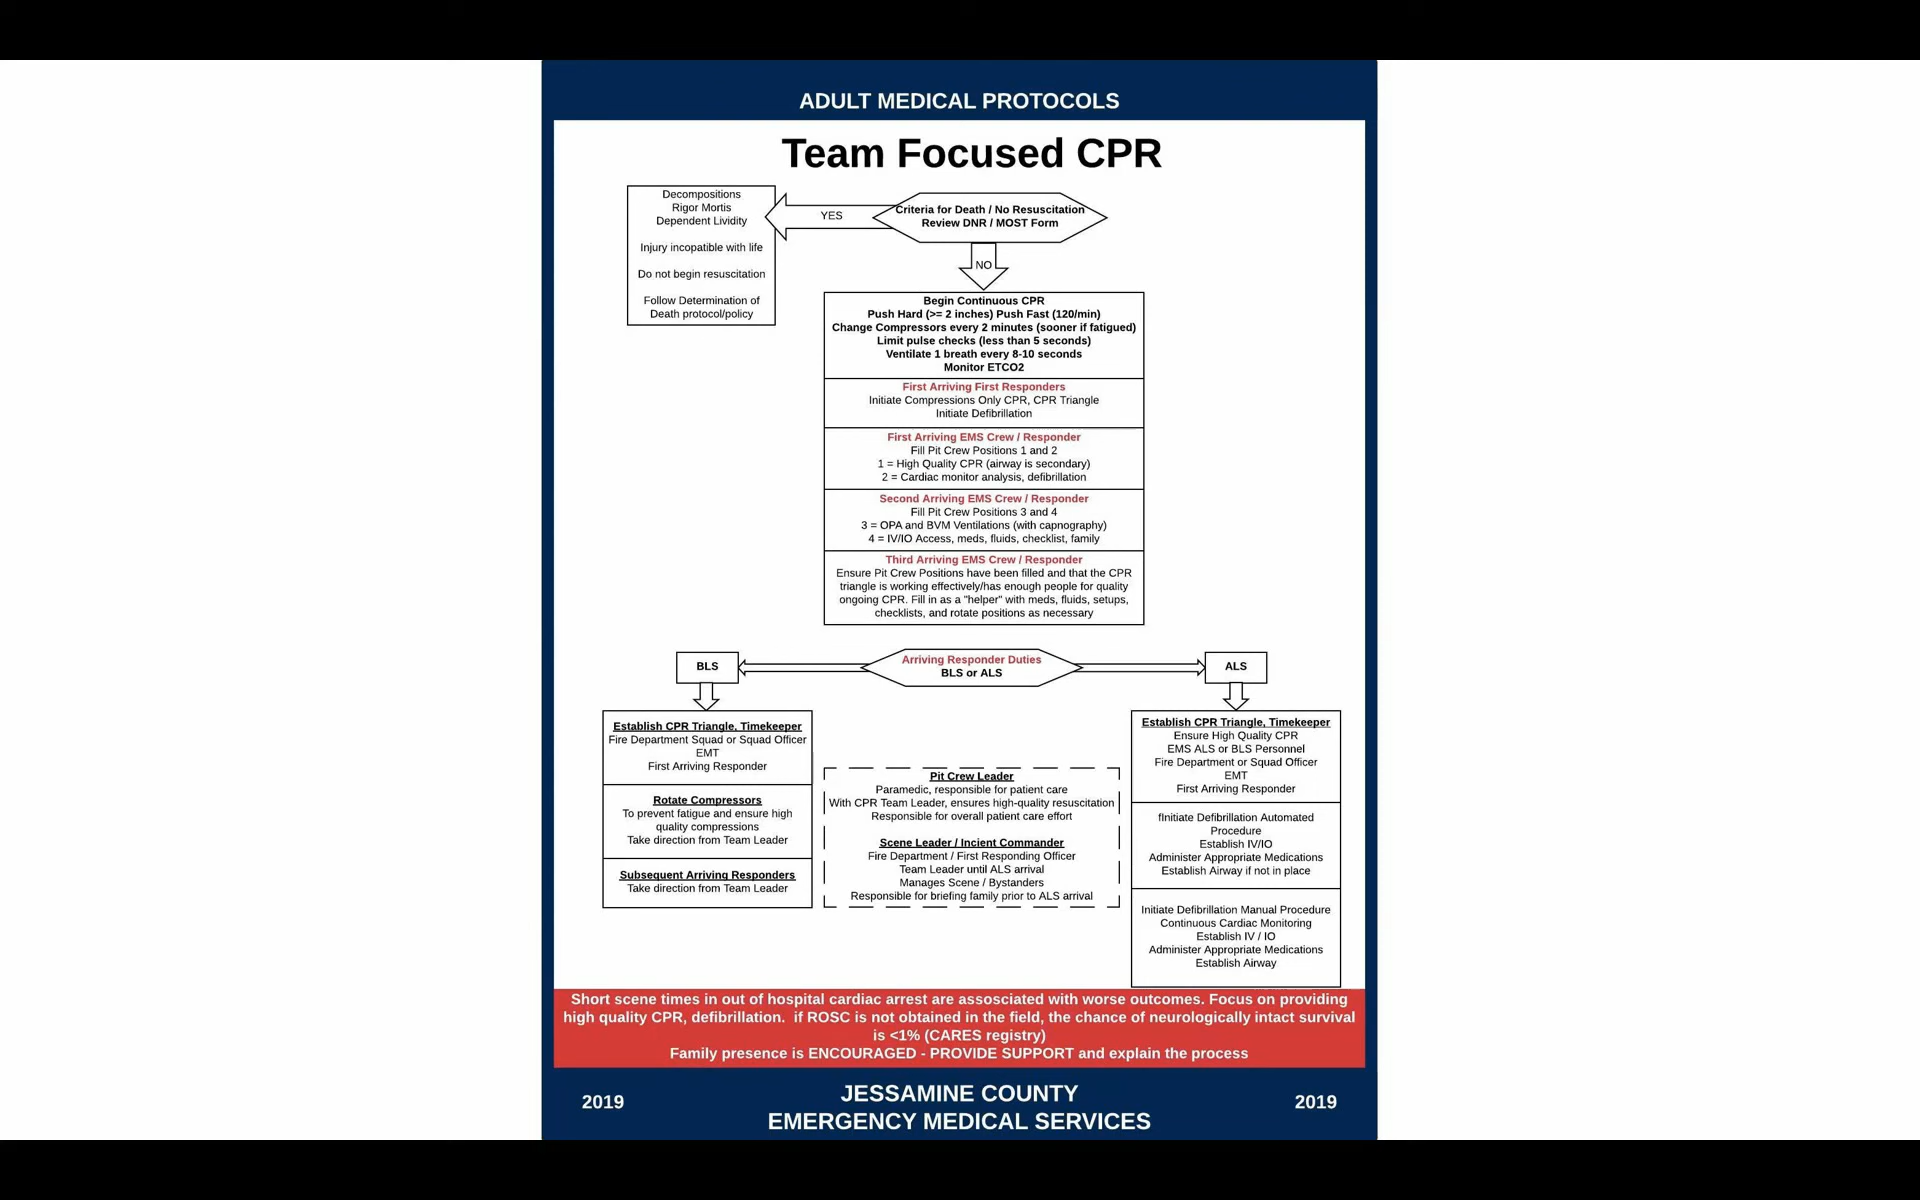 ADULT MEDICAL PROTOCOLS
Team Focused CPR
Decompositions
Rigor Mortis
Dependent Lividity
Injury incopatible with life
Do not begin resuscitation
Follow Determination of
Death protocol/policy
YES
Criteria for Death / No Resuscitation
Review DNR / MOST Form
NO
Begin Continuous CPR
Push Hard (>= 2 inches) Push Fast (120/min)
Change Compressors every 2 minutes (sooner if fatigued)
Limit pulse checks (less than 5 seconds)
Ventilate 1 breath every 8-10 seconds
Monitor ETCO2
First Arriving First Responders
Initiate Compressions Only CPR, CPR Triangle
Initiate Defibrillation
First Arriving EMS Crew / Responder
Fill Pit Crew Positions 1 and 2
1 = High Quality CPR (airway is secondary)
2 = Cardiac monitor analysis, defibrillation
Second Arriving EMS Crew / Responder
Fill Pit Crew Positions 3 and 4
3 = OPA and BVM Ventilations (with capnography)
4 = IV/IO Access, meds, fluids, checklist, family
Third Arriving EMS Crew / Responder
Ensure Pit Crew Positions have been filled and that the CPR
triangle is working effectively/has enough people for quality
ongoing CPR. Fill in as a "helper" with meds, fluids, setups,
checklists, and rotate positions as necessary
BLS
Arriving Responder Duties
BLS or ALS
ALS
Establish CPR Triangle, Timekeeper
Fire Department Squad or Squad Officer
EMT
First Arriving Responder
Rotate Compressors
To prevent fatigue and ensure high
quality compressions
Take direction from Team Leader
Subsequent Arriving Responders
Take direction from Team Leader
Pit Crew Leader
Paramedic, responsible for patient care
With CPR Team Leader, ensures high-quality resuscitation
Responsible for overall patient care effort
Scene Leader / Incient Commander
Fire Department / First Responding Officer
Team Leader until ALS arrival
Manages Scene / Bystanders
Responsible for briefing family prior to ALS arrival
Establish CPR Triangle, Timekeeper
Ensure High Quality CPR
EMS ALS or BLS Personnel
Fire Department or Squad Officer
EMT
First Arriving Responder
fInitiate Defibrillation Automated
Procedure
Establish IV/IO
Administer Appropriate Medications
Establish Airway if not in place
Initiate Defibrillation Manual Procedure
Continuous Cardiac Monitoring
Establish IV / IO
Administer Appropriate Medications
Establish Airway
Short scene times in out of hospital cardiac arrest are assosciated with worse outcomes. Focus on providing
high quality CPR, defibrillation.  if ROSC is not obtained in the field, the chance of neurologically intact survival
is <1% (CARES registry)
Family presence is ENCOURAGED - PROVIDE SUPPORT and explain the process
2019
JESSAMINE COUNTY
EMERGENCY MEDICAL SERVICES
2019